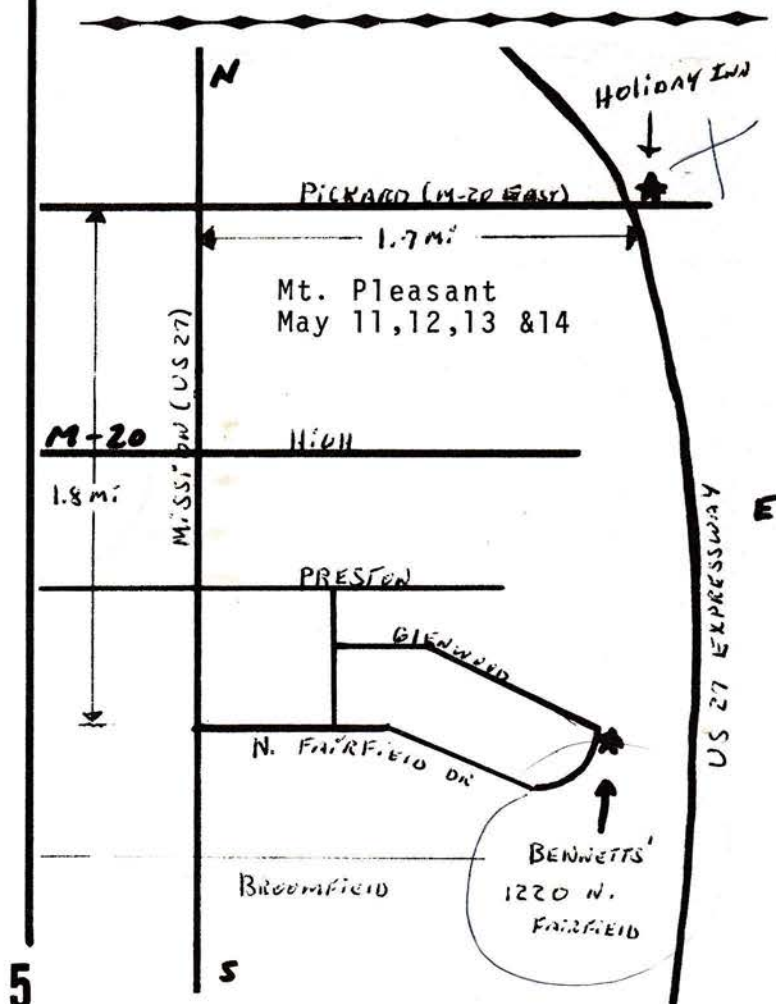 N
HOLIDAY INN
PICKARD (M-20 EAST)
1.7 mi
Mt. Pleasant
May 11,12,13 &14
MISSION (US 27)
M-20
HIGH
1.8 mi
E
US 27 EXPRESSWAY
PRESTON
GLENWOOD
N. FAIRFIELD DR
BENNETTS'
1220 N.
FAIRFIELD
BROOMFIELD
5
S